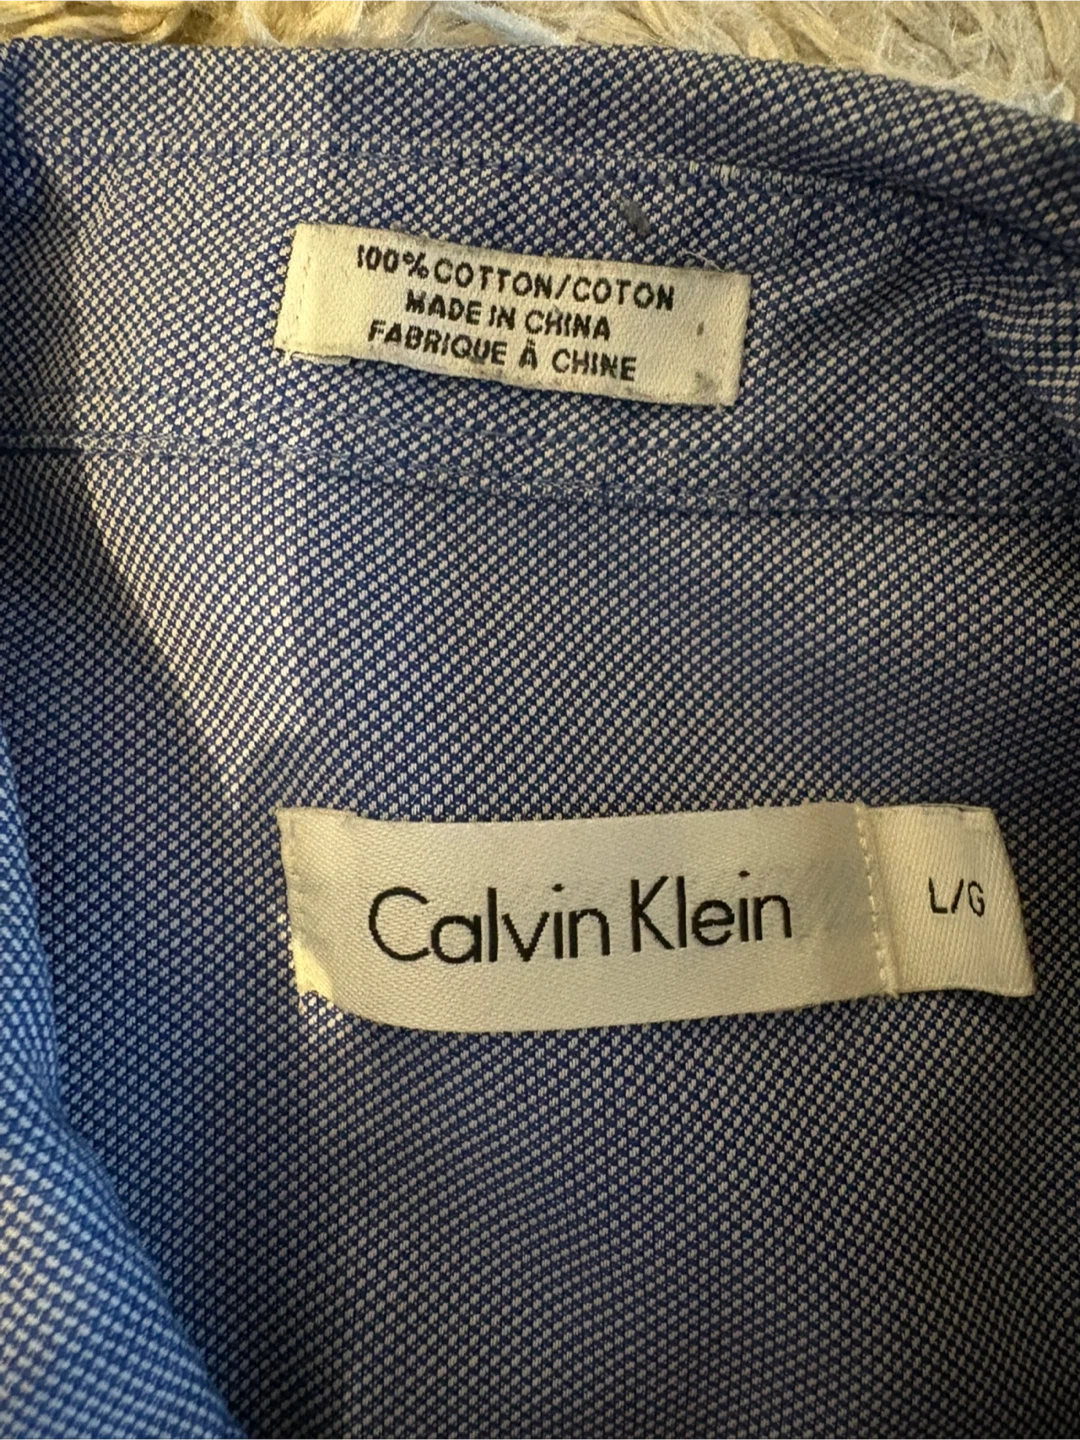 100% COTTON/COTON
MADE IN CHINA
FABRIQUE À CHINE
Calvin Klein
L/G